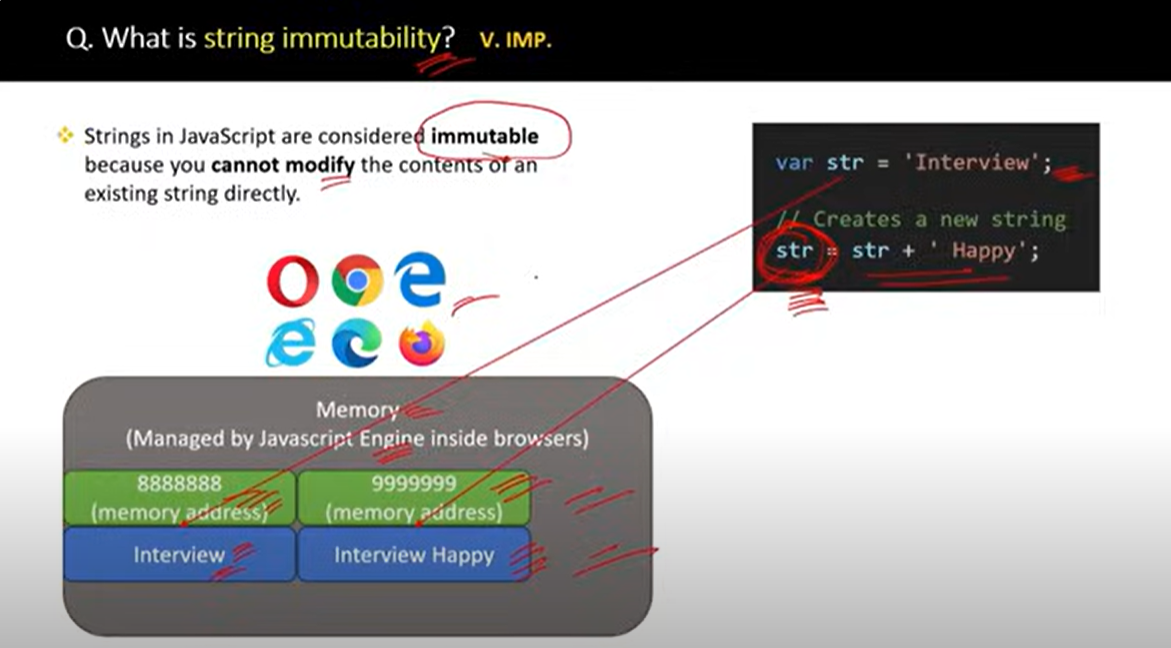 Q. What is string immutability? V. IMP.
Strings in JavaScript are considered immutable
because you cannot modify the contents of an
existing string directly.
var str = 'Interview';
// Creates a new string
str = str + ' Happy';
Memory
(Managed by Javascript Engine inside browsers)
8888888
(memory address)
9999999
(memory address)
Interview
Interview Happy